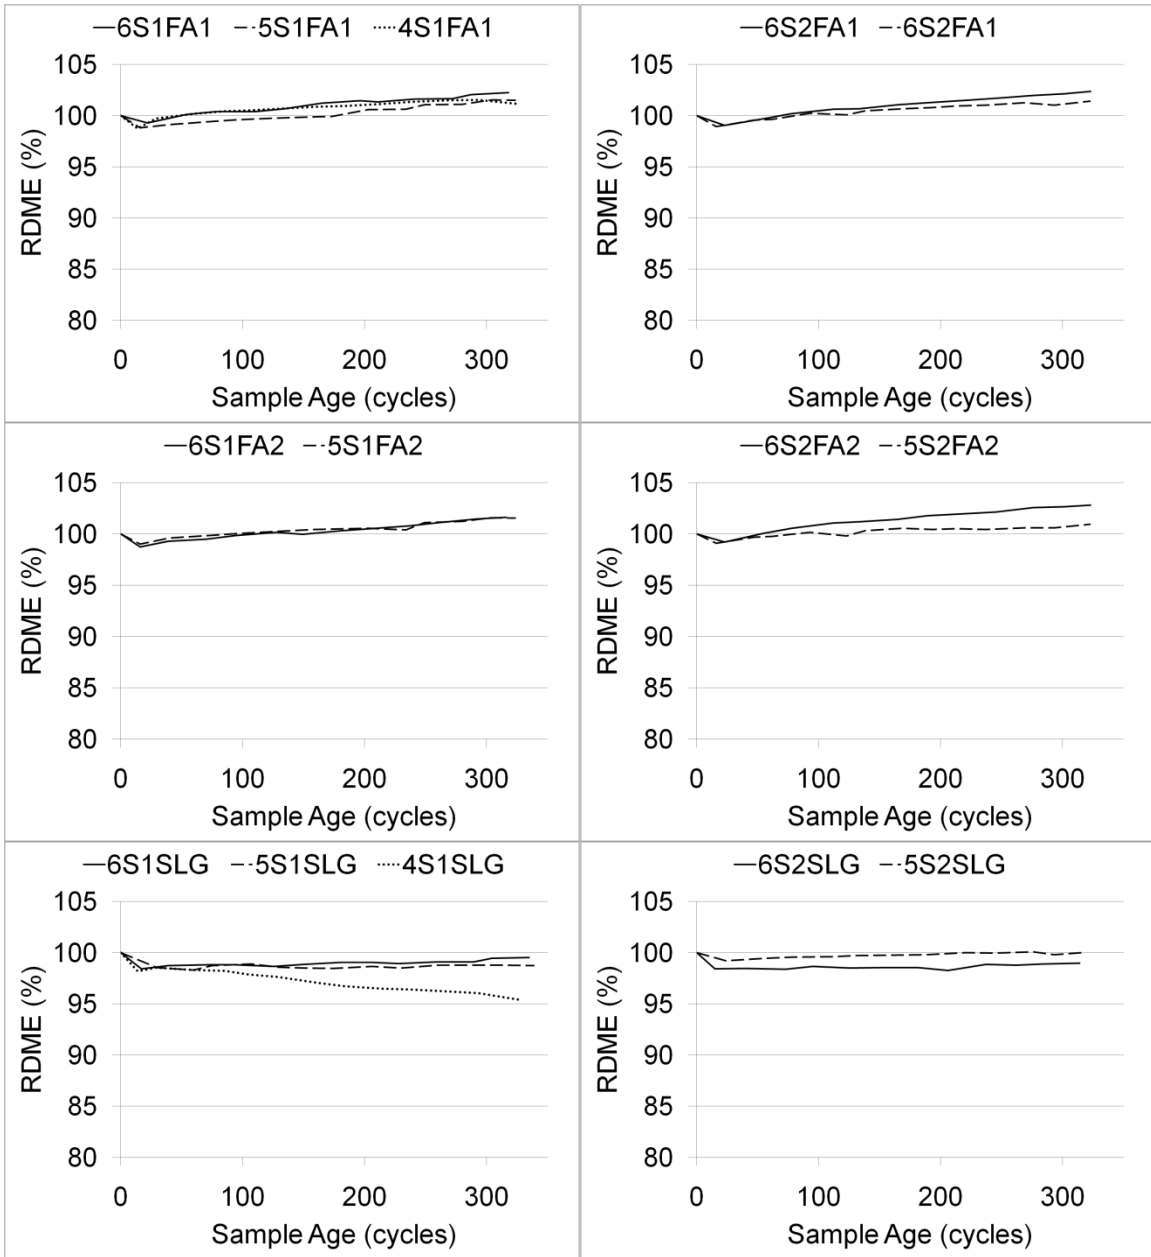 6S1FA1 5S1FA1 4S1FA1
105
100
95
90
85
80
RDME (%)
0 100 200 300
Sample Age (cycles)
6S2FA1 6S2FA1
105
100
95
90
85
80
RDME (%)
0 100 200 300
Sample Age (cycles)
6S1FA2 5S1FA2
105
100
95
90
85
80
RDME (%)
0 100 200 300
Sample Age (cycles)
6S2FA2 5S2FA2
105
100
95
90
85
80
RDME (%)
0 100 200 300
Sample Age (cycles)
6S1SLG 5S1SLG 4S1SLG
105
100
95
90
85
80
RDME (%)
0 100 200 300
Sample Age (cycles)
6S2SLG 5S2SLG
105
100
95
90
85
80
RDME (%)
0 100 200 300
Sample Age (cycles)